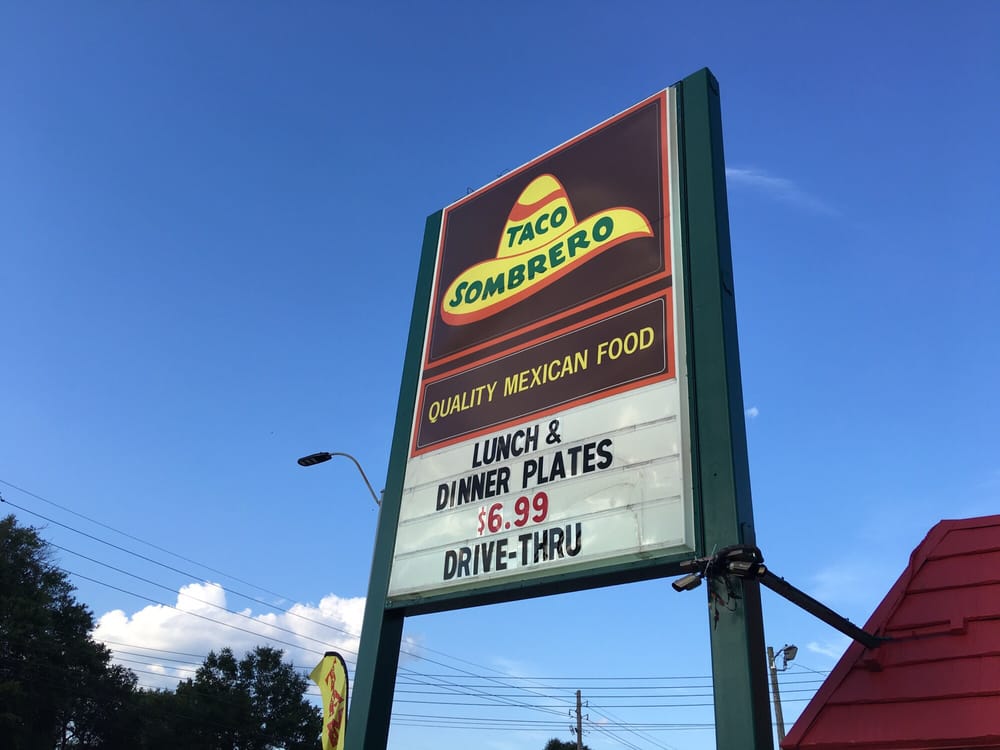 TACO
SOMBRERO
QUALITY MEXICAN FOOD
LUNCH &
DINNER PLATES
$6.99
DRIVE-THRU